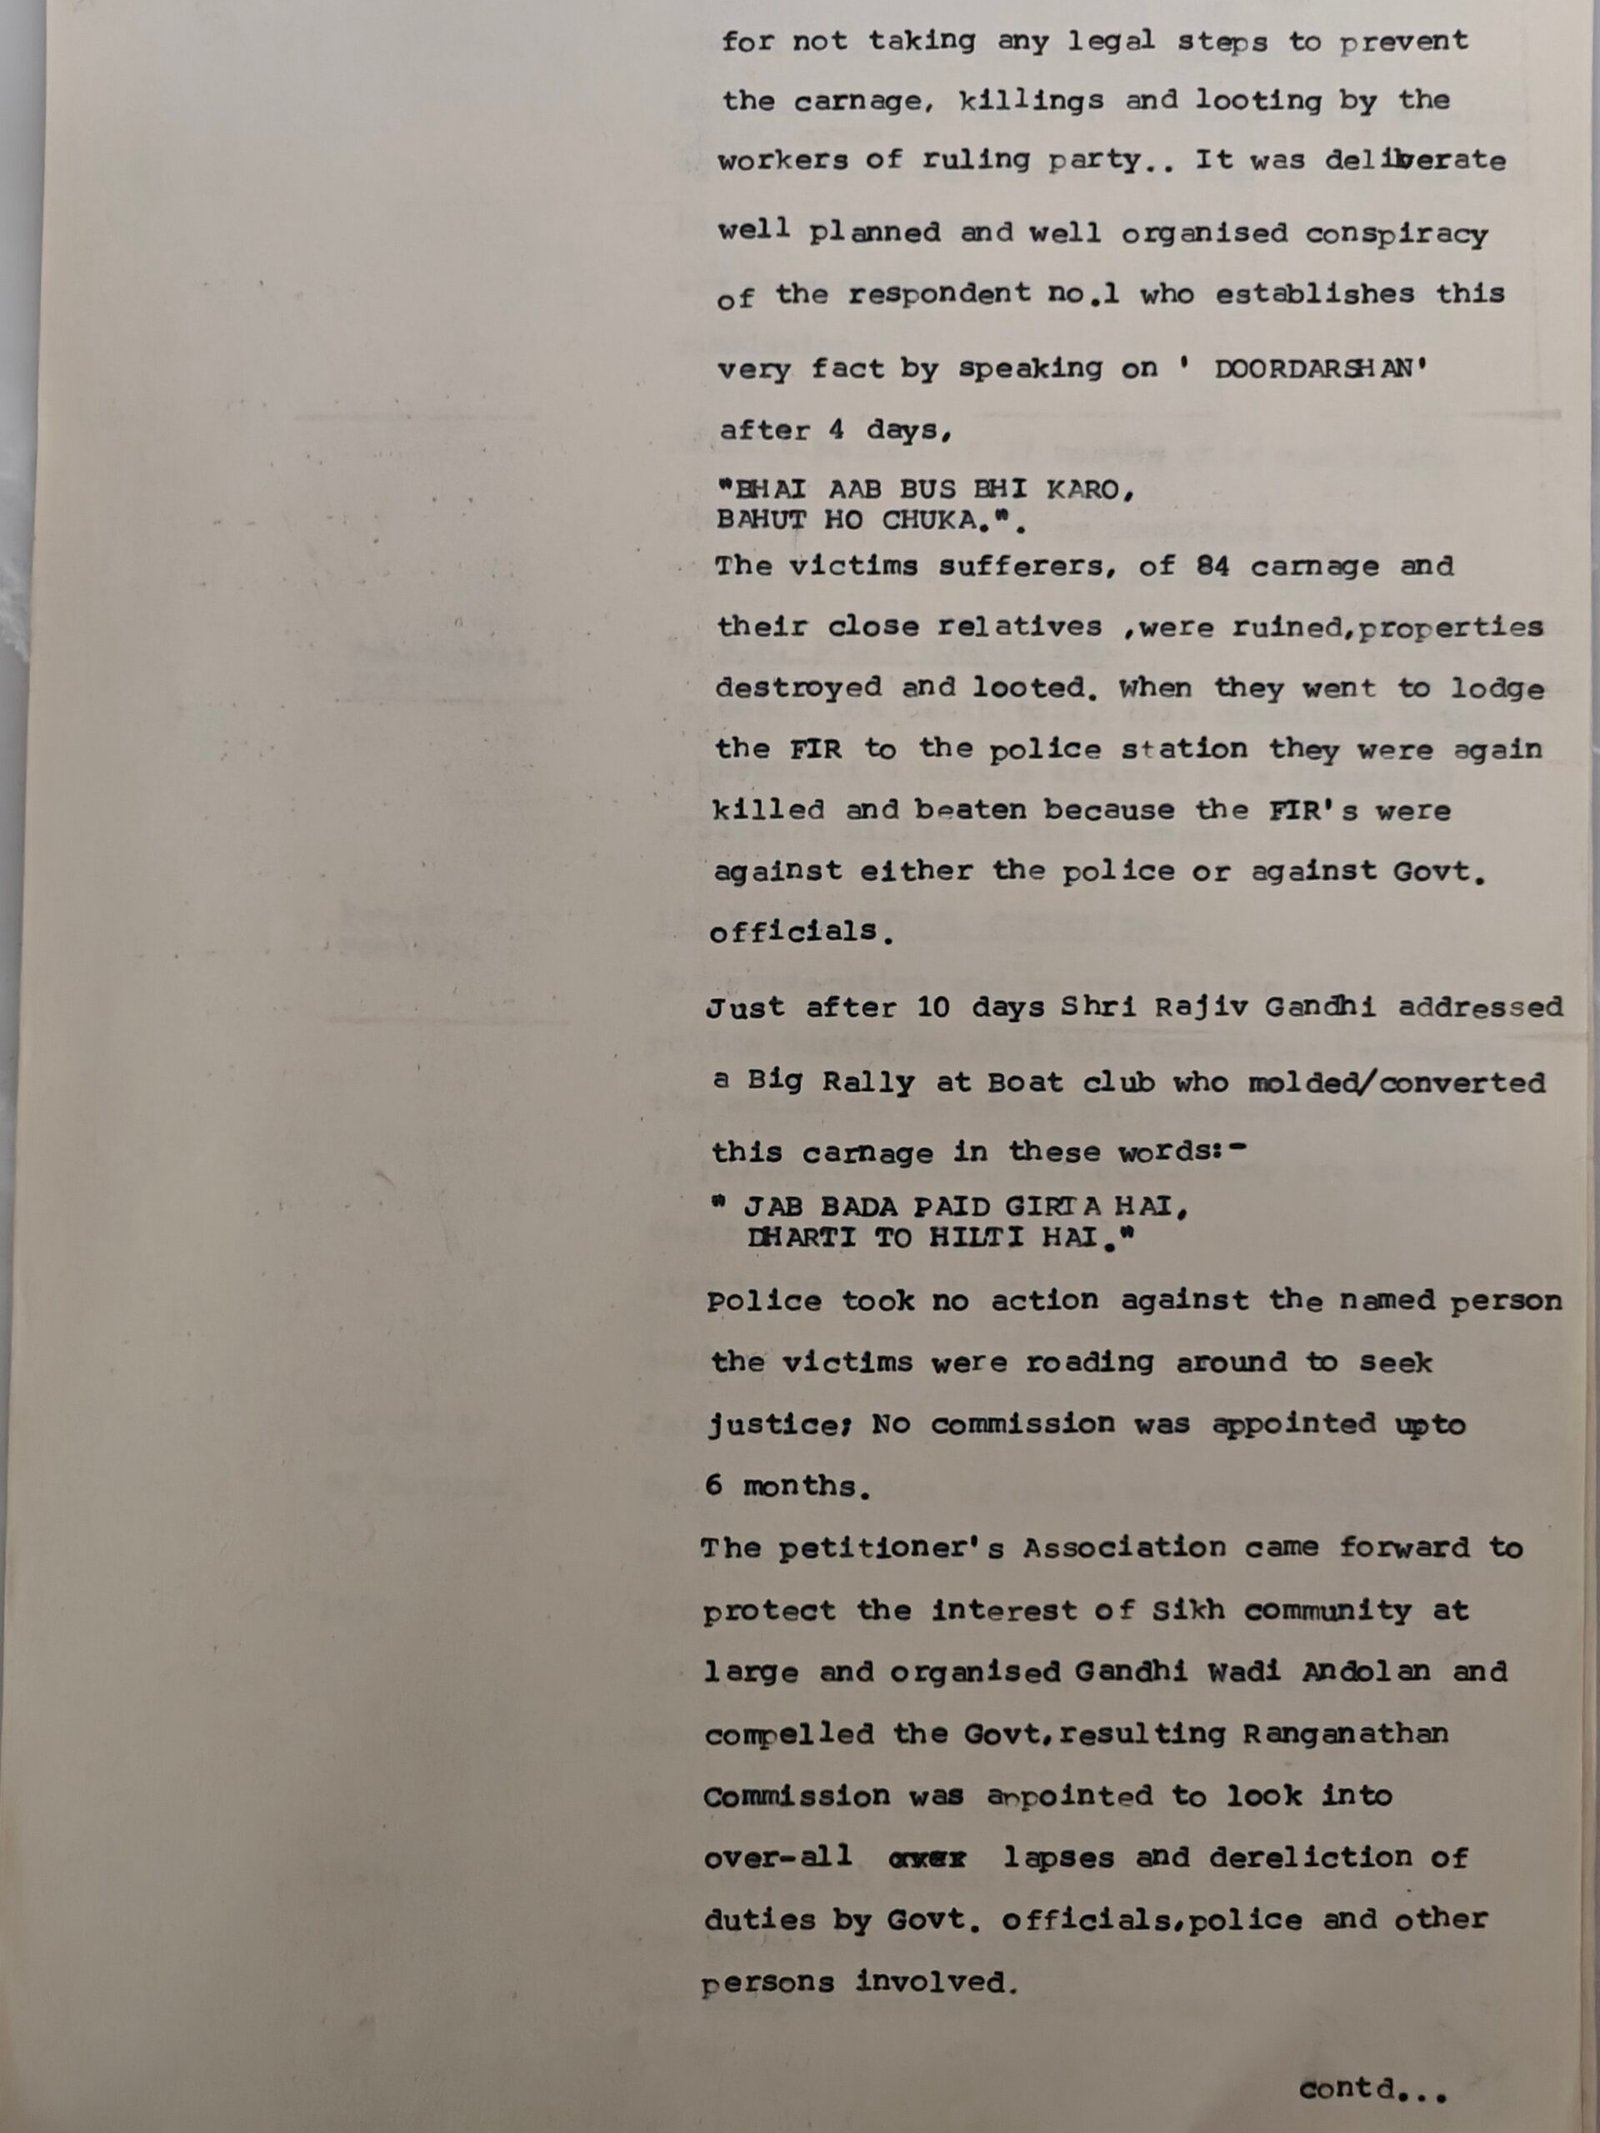 for not taking any legal steps to prevent
the carnage, killings and looting by the
workers of ruling party.. It was deliberate
well planned and well organised conspiracy
of the respondent no.1 who establishes this
very fact by speaking on ' DOORDARSHAN'
after 4 days,
"BHAI AAB BUS BHI KARO,
BAHUT HO CHUKA.".
The victims sufferers, of 84 carnage and
their close relatives ,were ruined,properties
destroyed and looted. When they went to lodge
the FIR to the police station they were again
killed and beaten because the FIR's were
against either the police or against Govt.
officials.
Just after 10 days Shri Rajiv Gandhi addressed
a Big Rally at Boat club who molded/converted
this carnage in these words:-
" JAB BADA PAID GIRTA HAI,
DHARTI TO HILTI HAI."
Police took no action against the named person
the victims were roading around to seek
justice; No commission was appointed upto
6 months.
The petitioner's Association came forward to
protect the interest of Sikh community at
large and organised Gandhi Wadi Andolan and
compelled the Govt,resulting Ranganathan
Commission was appointed to look into
over-all lapses and dereliction of
duties by Govt. officials,police and other
persons involved.
contd...